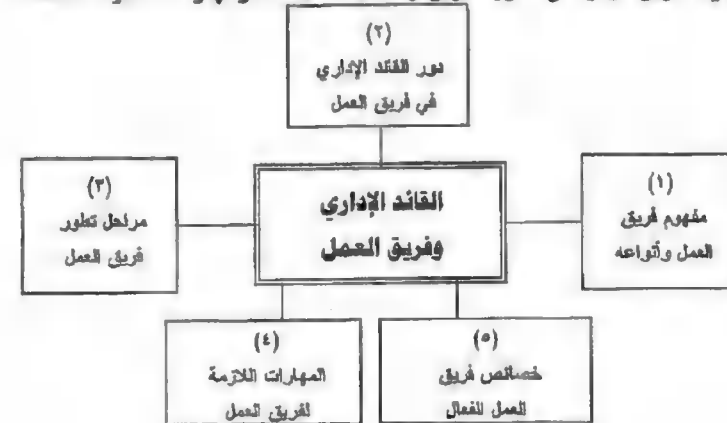 (٢)
دور القائد الإداري
في فريق العمل
(١)
مفهوم فريق
العمل وأنواعه
القائد الإداري
وفريق العمل
(٣)
مراحل تطور
فريق العمل
(٥)
خصائص فريق
العمل الفعال
(٤)
المهارات اللازمة
لفريق العمل